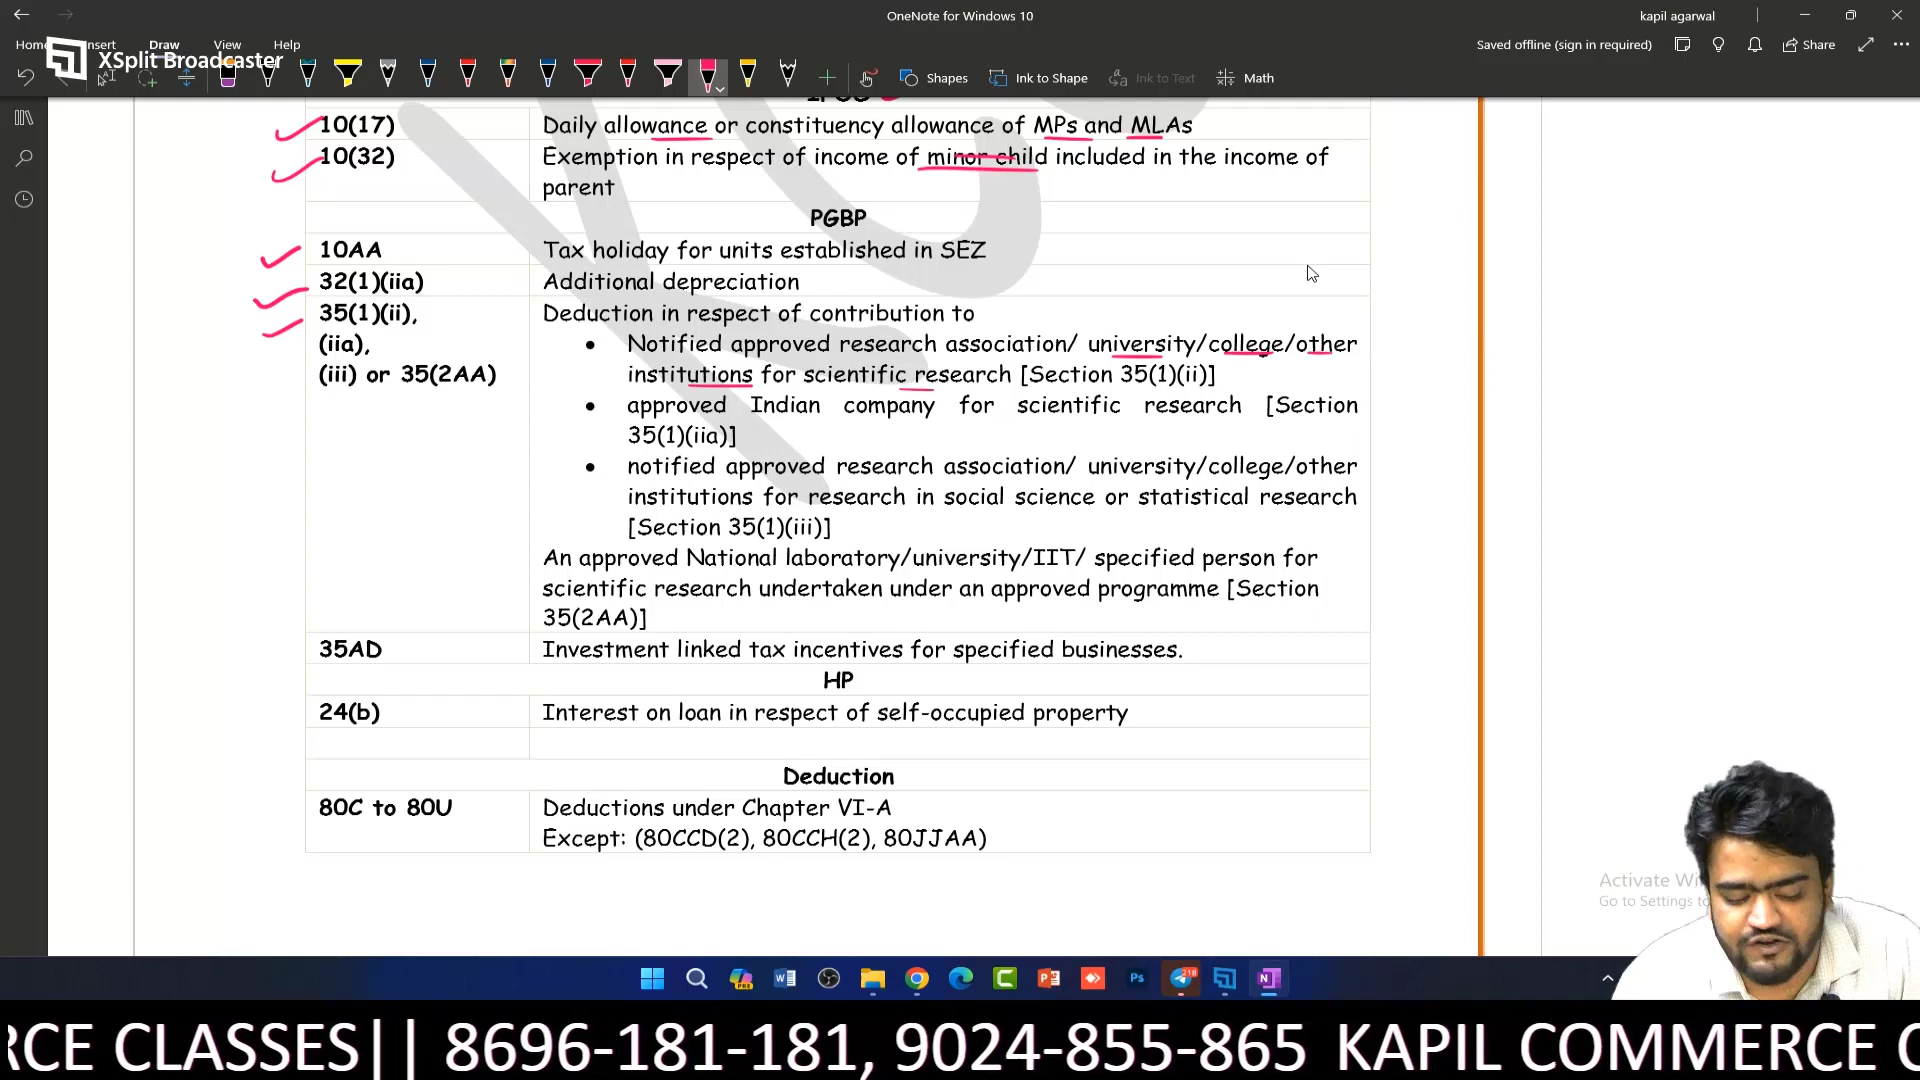 OneNote for Windows 10
kapil agarwal
Home Insert Draw View Help
Saved offline (sign in required)
Share
XSplit Broadcaster
Shapes
Ink to Shape
Ink to Text
Math
10(17) Daily allowance or constituency allowance of MPs and MLAs
10(32) Exemption in respect of income of minor child included in the income of
parent
PGBP
10AA Tax holiday for units established in SEZ
32(1)(iia) Additional depreciation
35(1)(ii), Deduction in respect of contribution to
(iia), • Notified approved research association/ university/college/other
(iii) or 35(2AA) institutions for scientific research [Section 35(1)(ii)]
• approved Indian company for scientific research [Section
35(1)(iia)]
• notified approved research association/ university/college/other
institutions for research in social science or statistical research
[Section 35(1)(iii)]
An approved National laboratory/university/IIT/ specified person for
scientific research undertaken under an approved programme [Section
35(2AA)]
35AD Investment linked tax incentives for specified businesses.
HP
24(b) Interest on loan in respect of self-occupied property
Deduction
80C to 80U Deductions under Chapter VI-A
Except: (80CCD(2), 80CCH(2), 80JJAA)
Activate Wi
Go to Settings to
218
RCE CLASSES|| 8696-181-181, 9024-855-865 KAPIL COMMERCE C